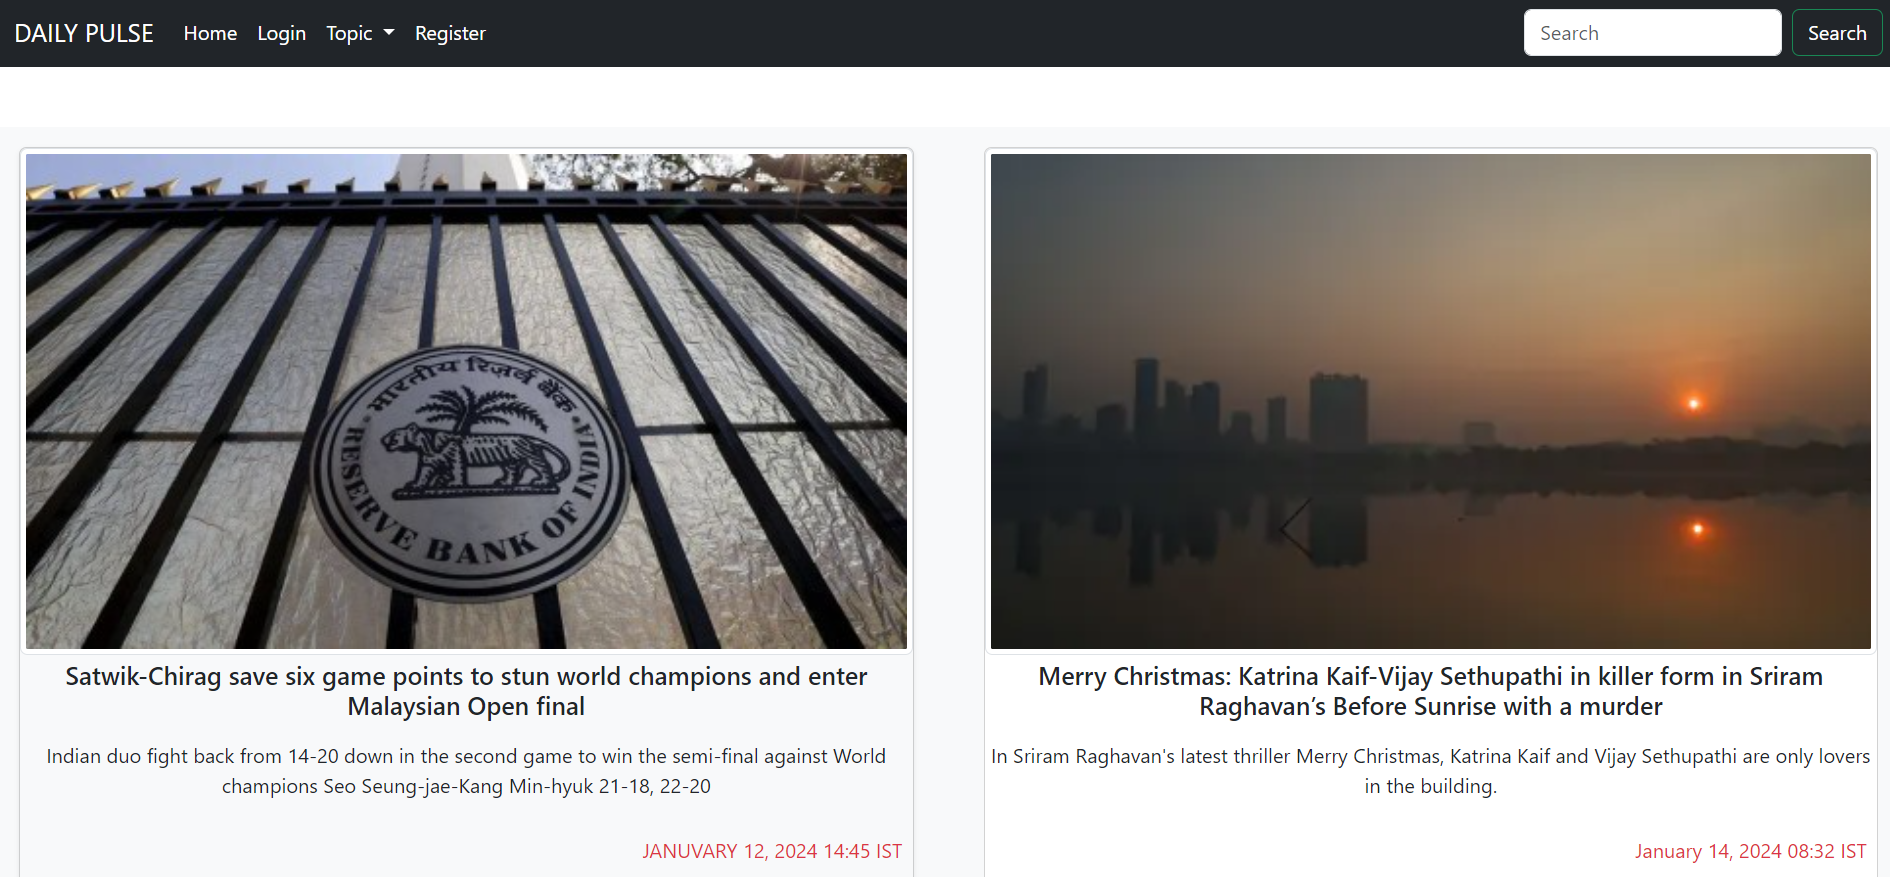 DAILY PULSE Home Login Topic Register Search Search
भारतीय रिज़र्व बैंक
RESERVE BANK OF INDIA
Satwik-Chirag save six game points to stun world champions and enter
Malaysian Open final
Indian duo fight back from 14-20 down in the second game to win the semi-final against World
champions Seo Seung-jae-Kang Min-hyuk 21-18, 22-20
JANUVARY 12, 2024 14:45 IST
Merry Christmas: Katrina Kaif-Vijay Sethupathi in killer form in Sriram
Raghavan’s Before Sunrise with a murder
In Sriram Raghavan's latest thriller Merry Christmas, Katrina Kaif and Vijay Sethupathi are only lovers
in the building.
January 14, 2024 08:32 IST